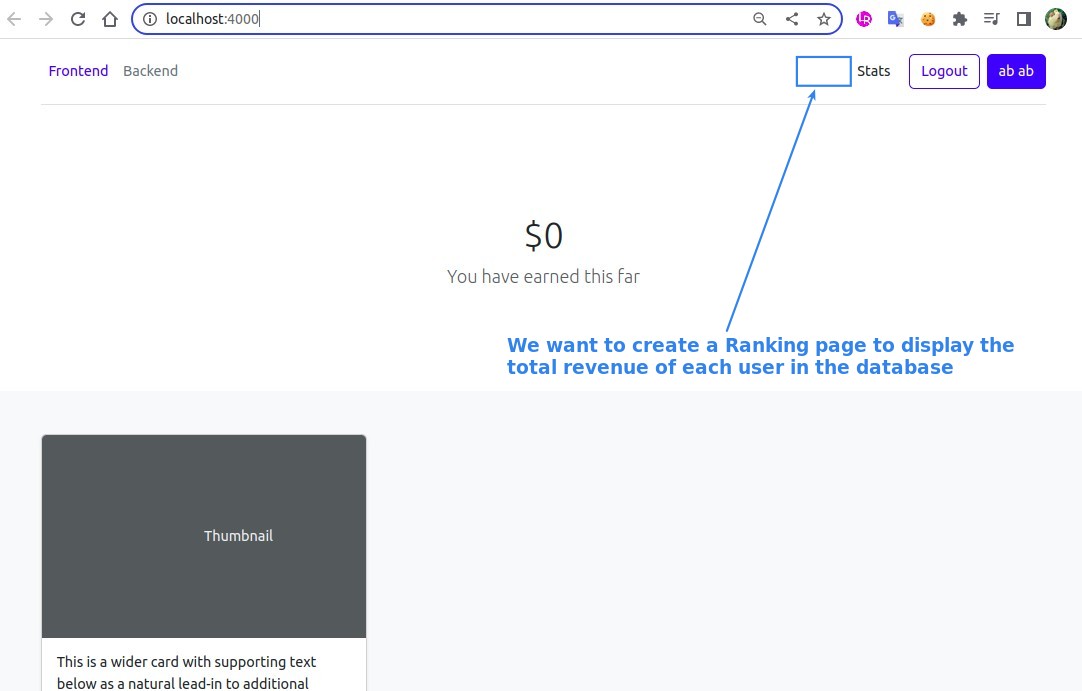 localhost:4000
Frontend Backend Stats Logout ab ab
$0
You have earned this far
We want to create a Ranking page to display the
total revenue of each user in the database
Thumbnail
This is a wider card with supporting text
below as a natural lead-in to additional